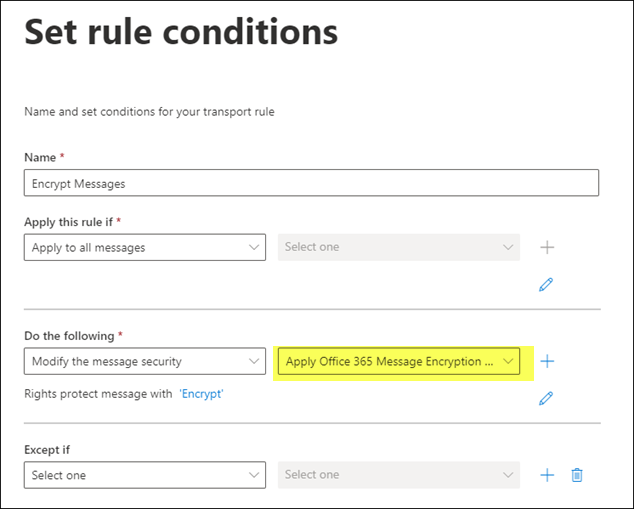 Set rule conditions
Name and set conditions for your transport rule
Name *
Encrypt Messages
Apply this rule if *
Apply to all messages
Select one
Do the following *
Modify the message security
Apply Office 365 Message Encryption ...
Rights protect message with 'Encrypt'
Except if
Select one
Select one